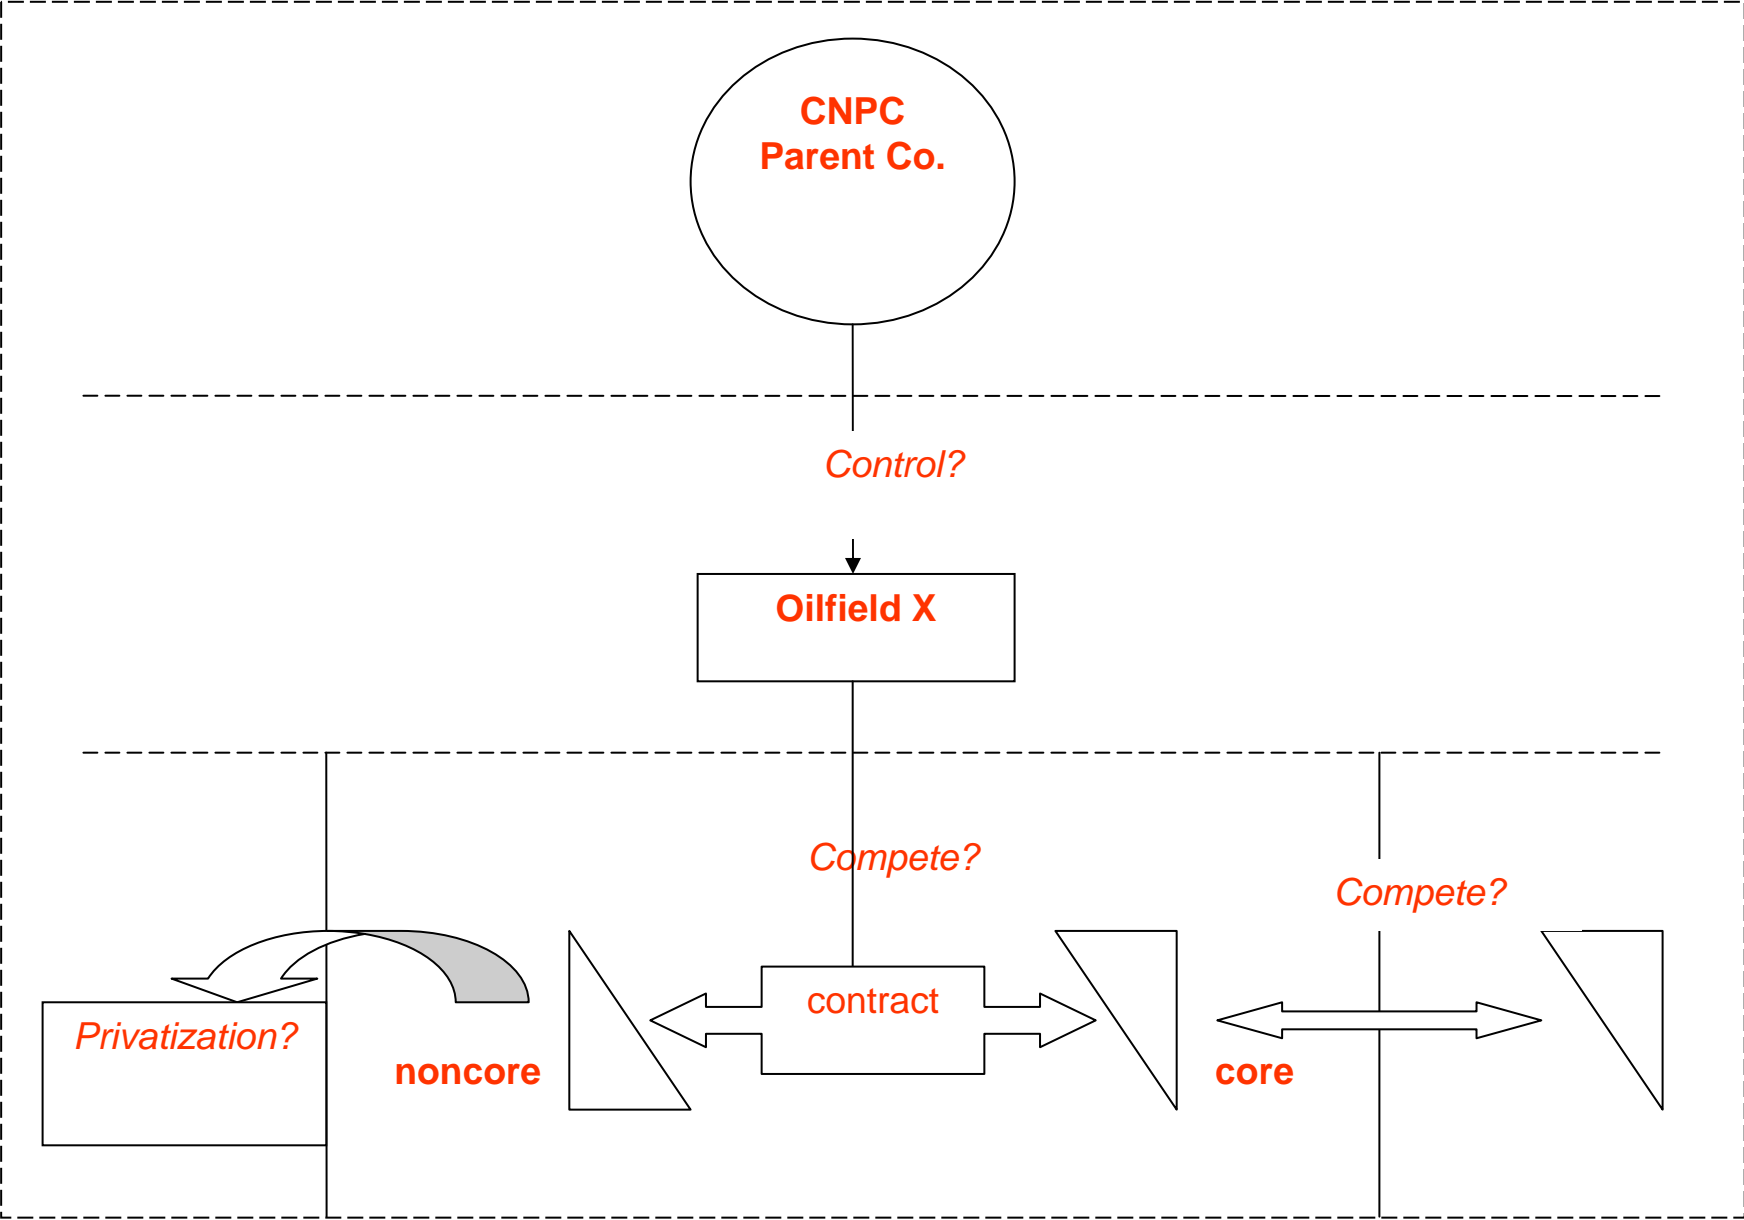 CNPC
Parent Co.
Control?
Oilfield X
Compete?
Compete?
contract
Privatization?
noncore
core